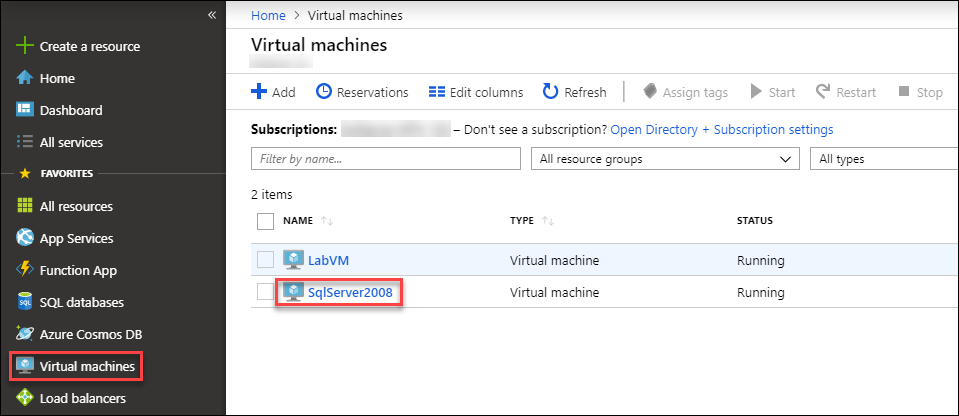 «
Create a resource
Home
Dashboard
All services
FAVORITES
All resources
App Services
Function App
SQL databases
Azure Cosmos DB
Virtual machines
Load balancers
Home > Virtual machines
Virtual machines
Add Reservations Edit columns Refresh Assign tags Start Restart Stop
Subscriptions: – Don't see a subscription? Open Directory + Subscription settings
Filter by name... All resource groups All types
2 items
NAME TYPE STATUS
LabVM Virtual machine Running
SqlServer2008 Virtual machine Running